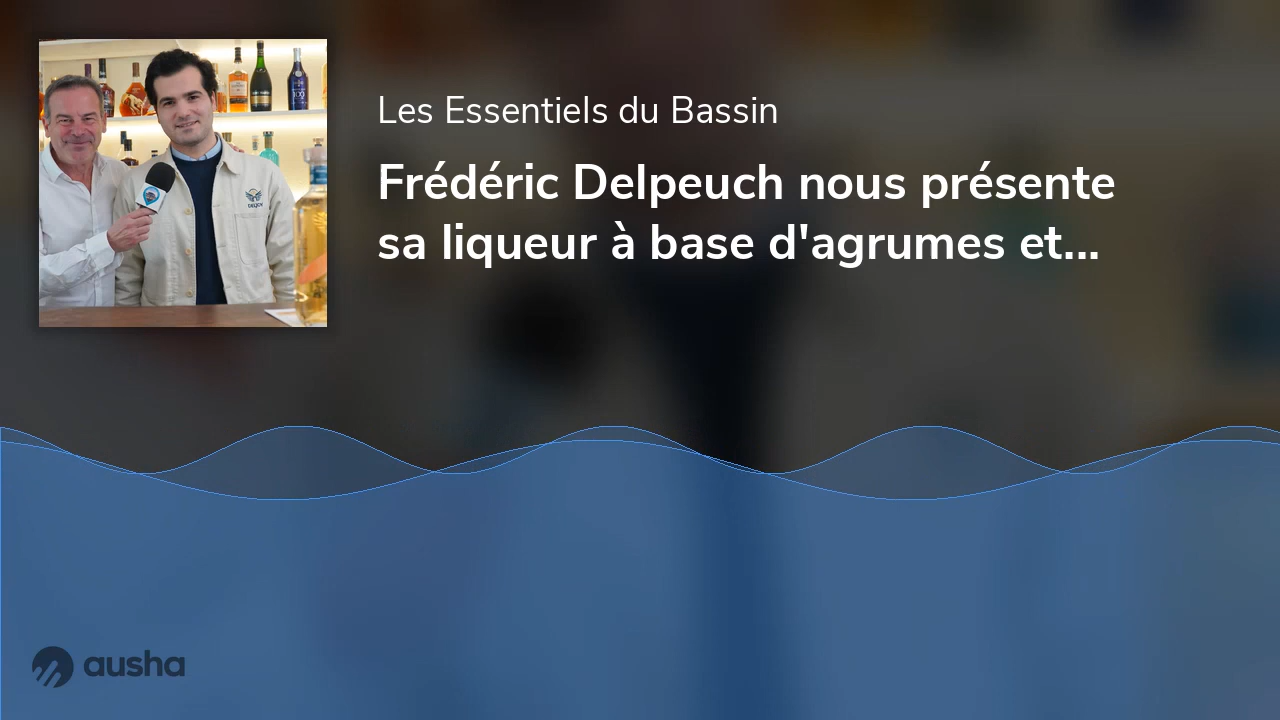 Les Essentiels du Bassin
Frédéric Delpeuch nous présente
sa liqueur à base d'agrumes et...
ausha